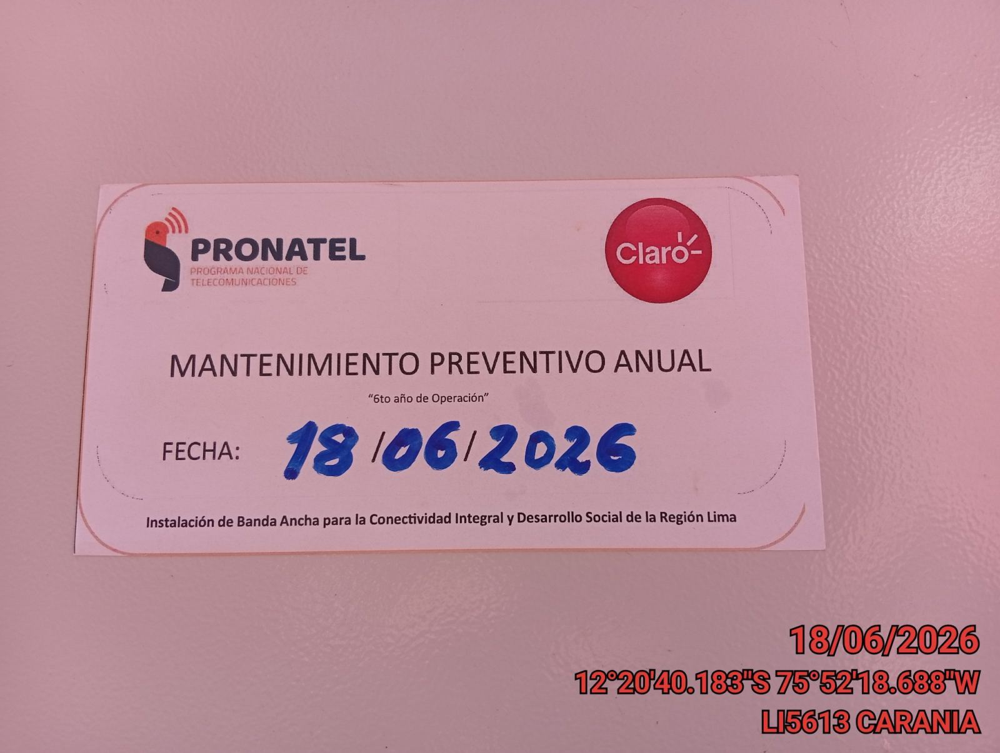 PRONATEL
PROGRAMA NACIONAL DE
TELECOMUNICACIONES
Claro
MANTENIMIENTO PREVENTIVO ANUAL
“6to año de Operación”
FECHA: 18/06/2026
Instalación de Banda Ancha para la Conectividad Integral y Desarrollo Social de la Región Lima
18/06/2026
12°20'40.183"S 75°52'18.688"W
LI5613 CARANIA